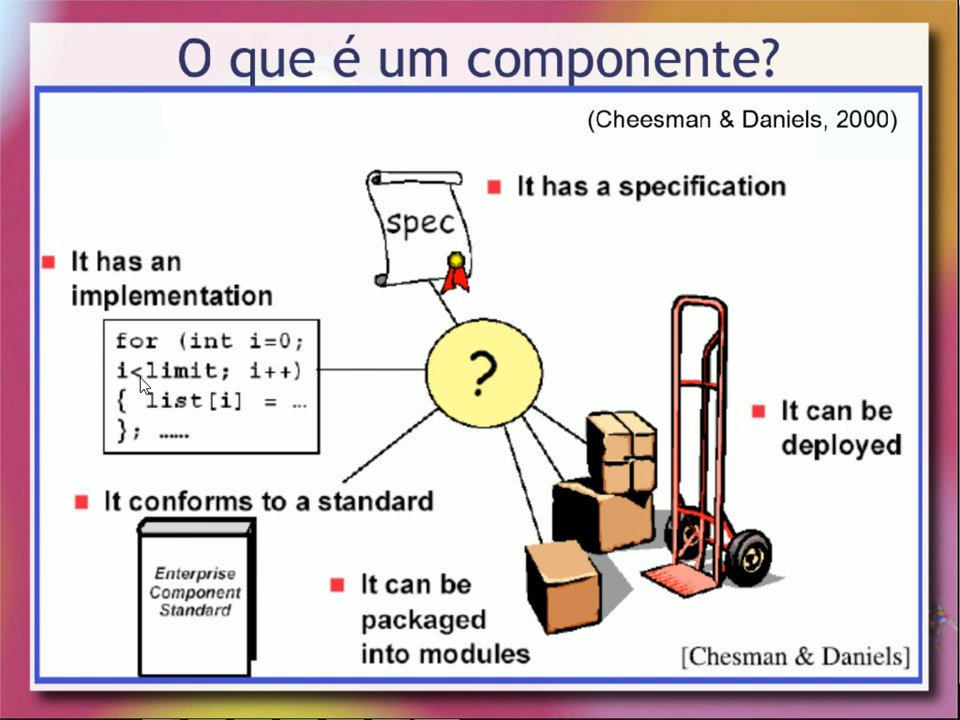 O que é um componente?
(Cheesman & Daniels, 2000)
It has a specification
spec
It has an
implementation
for (int i=0;
i<limit; i++)
{ list[i] = …
}; ……
?
It can be
deployed
It conforms to a standard
Enterprise
Component
Standard
It can be
packaged
into modules
[Chesman & Daniels]